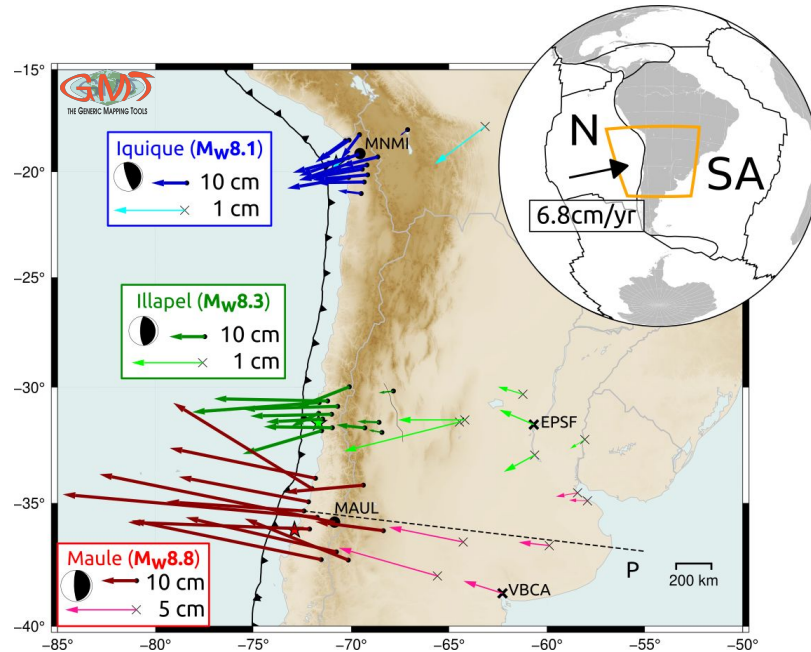 GMT
THE GENERIC MAPPING TOOLS
Iquique (Mw8.1)
10 cm
1 cm
Illapel (Mw8.3)
10 cm
1 cm
Maule (Mw8.8)
10 cm
5 cm
MNMI
EPSF
MAUL
VBCA
P
200 km
N
SA
6.8cm/yr
−15°
−20°
−25°
−30°
−35°
−40°
−85°
−80°
−75°
−70°
−65°
−60°
−55°
−50°